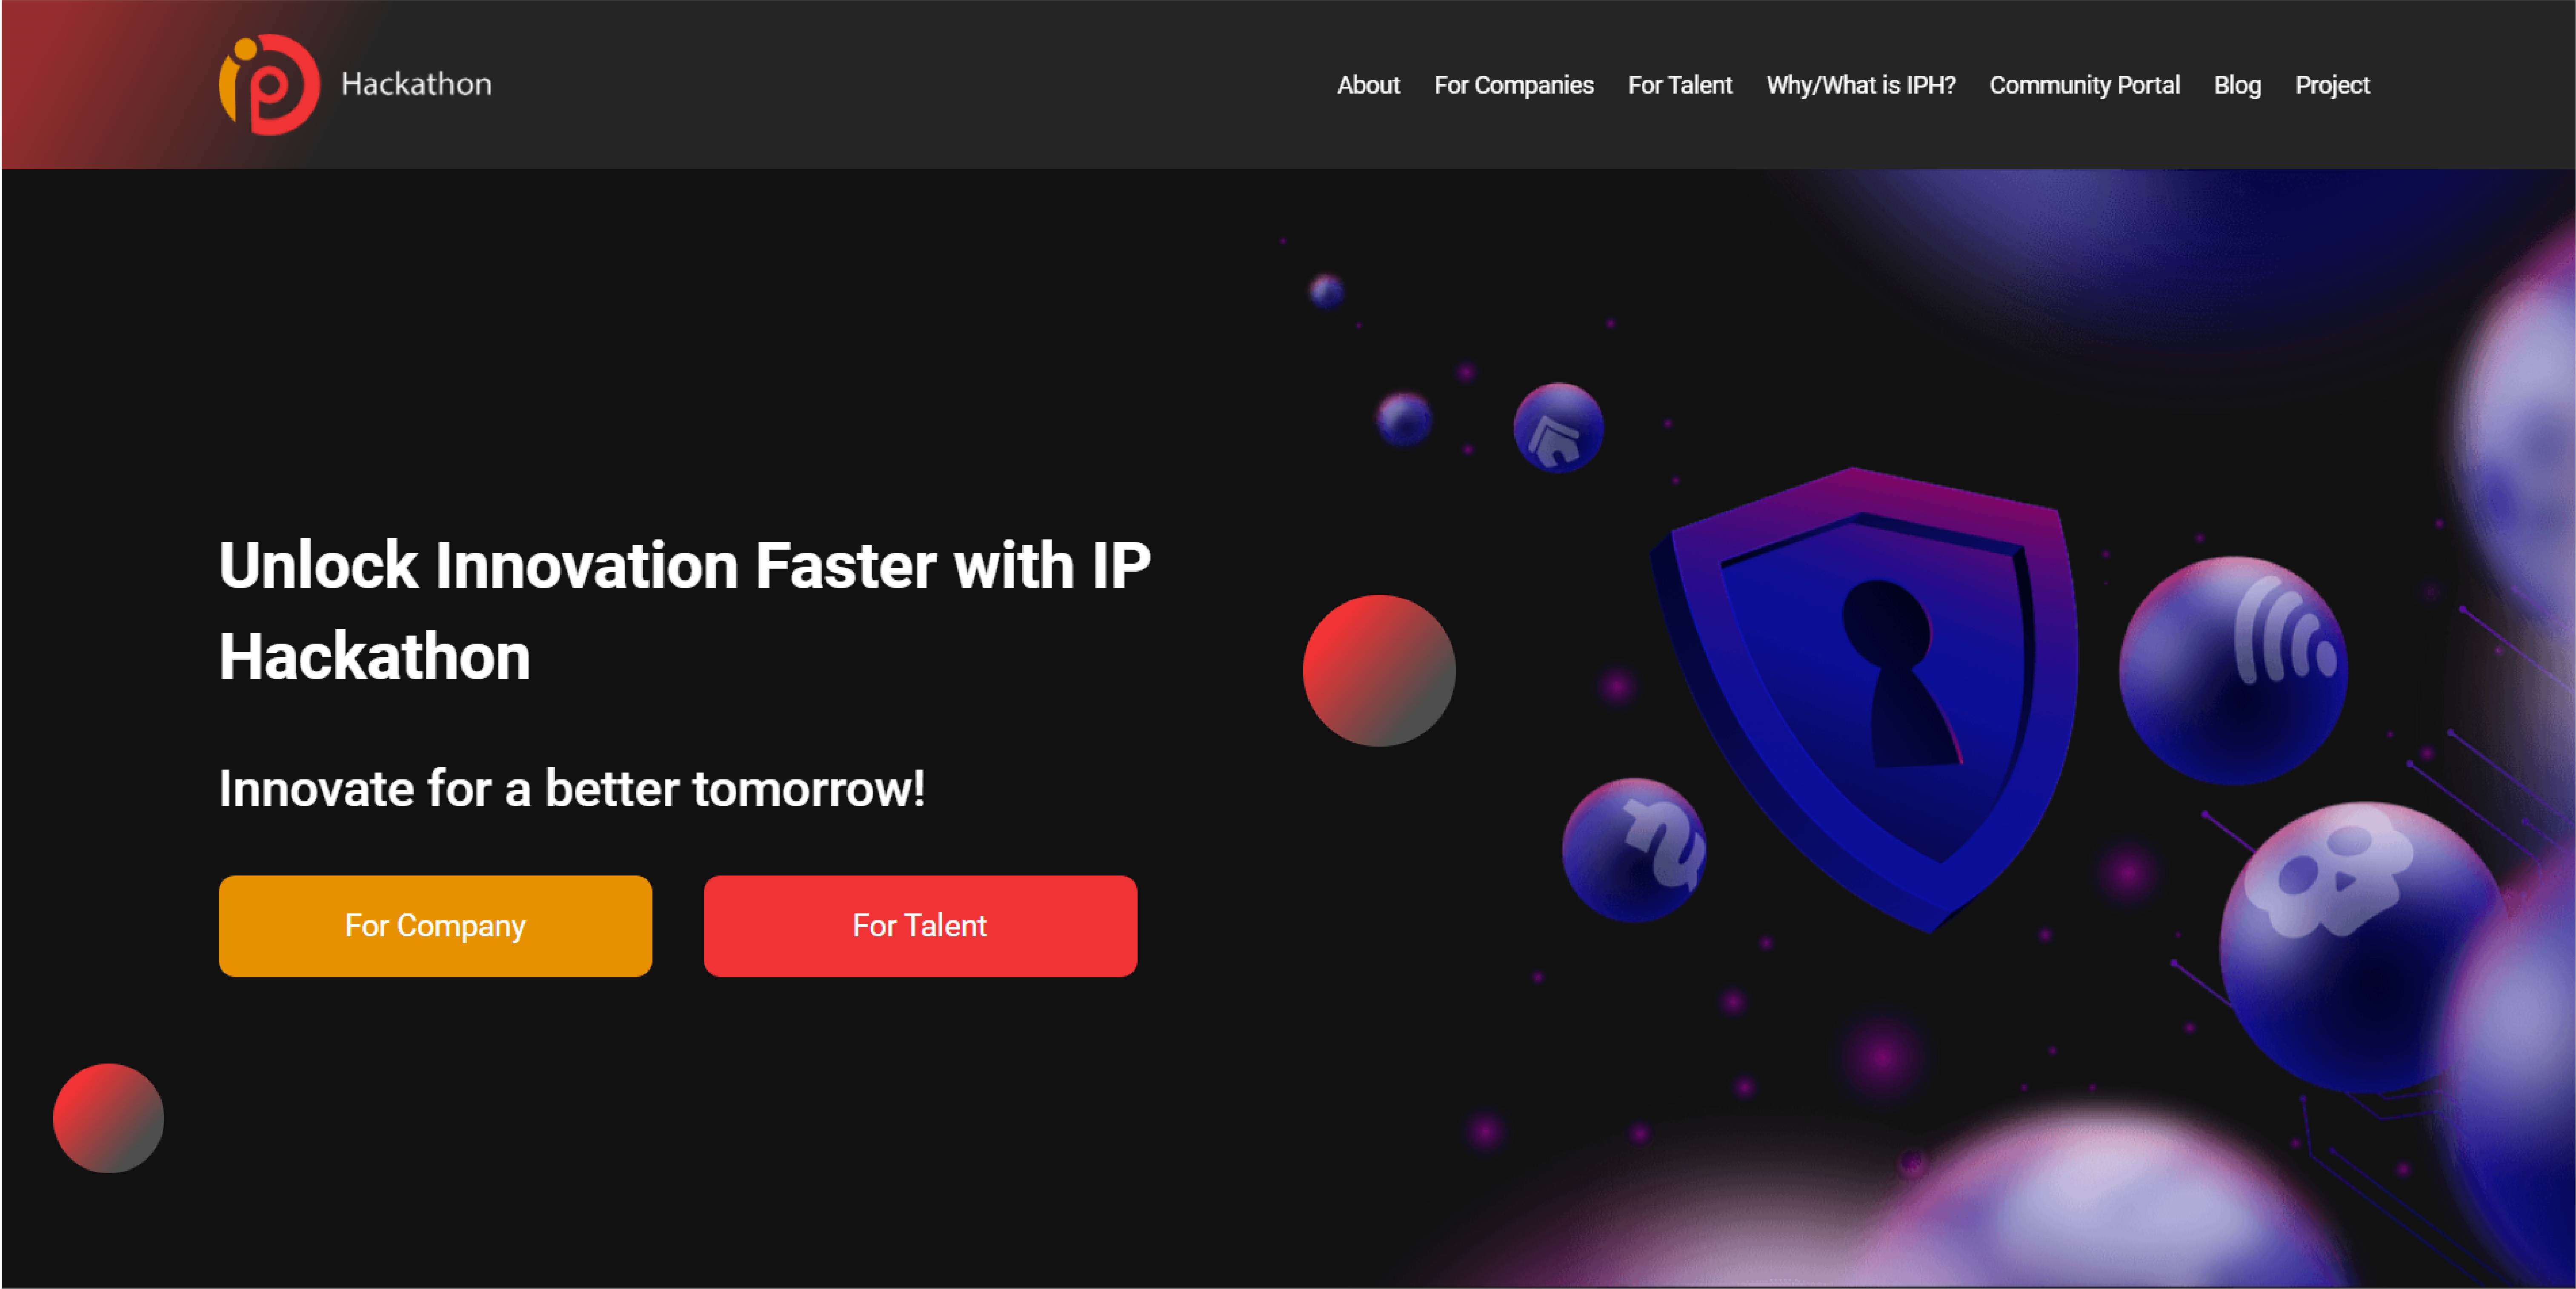 Hackathon
About
For Companies
For Talent
Why/What is IPH?
Community Portal
Blog
Project
Unlock Innovation Faster with IP
Hackathon
Innovate for a better tomorrow!
For Company
For Talent